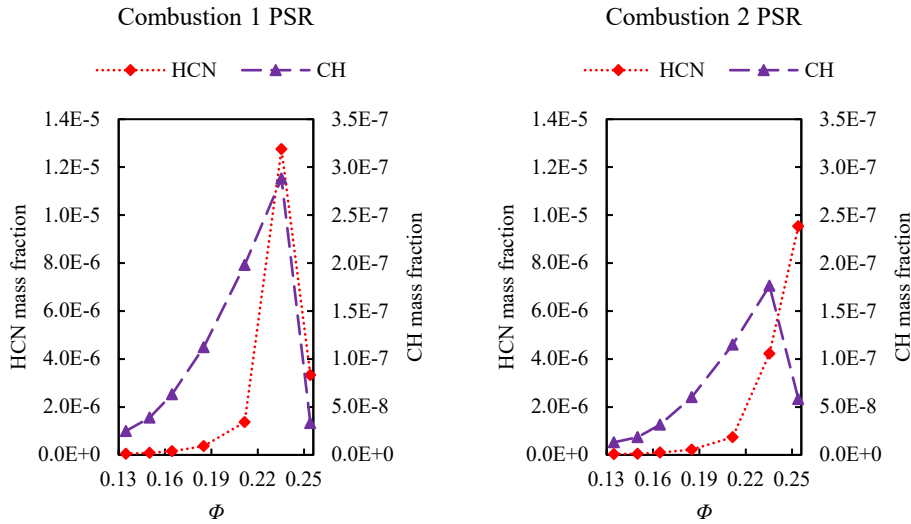 Combustion 1 PSR
HCN CH
1.4E-5
1.2E-5
1.0E-5
8.0E-6
6.0E-6
4.0E-6
2.0E-6
0.0E+0
HCN mass fraction
3.5E-7
3.0E-7
2.5E-7
2.0E-7
1.5E-7
1.0E-7
5.0E-8
0.0E+0
CH mass fraction
0.13 0.16 0.19 0.22 0.25
Φ
Combustion 2 PSR
HCN CH
1.4E-5
1.2E-5
1.0E-5
8.0E-6
6.0E-6
4.0E-6
2.0E-6
0.0E+0
HCN mass fraction
3.5E-7
3.0E-7
2.5E-7
2.0E-7
1.5E-7
1.0E-7
5.0E-8
0.0E+0
CH mass fraction
0.13 0.16 0.19 0.22 0.25
Φ